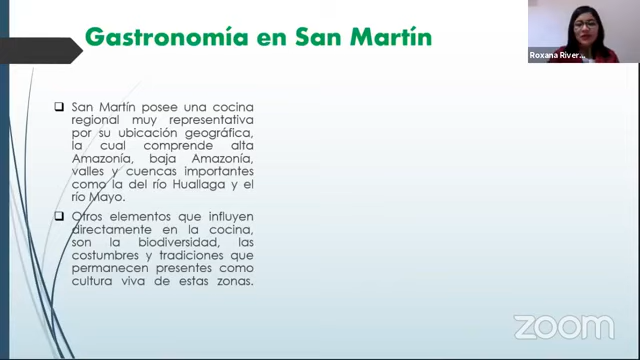 Gastronomía en San Martín
Roxana River...
❑ San Martín posee una cocina
regional muy representativa
por su ubicación geográfica,
la cual comprende alta
Amazonía, baja Amazonía,
valles y cuencas importantes
como la del río Huallaga y el
río Mayo.
❑ Otros elementos que influyen
directamente en la cocina,
son la biodiversidad, las
costumbres y tradiciones que
permanecen presentes como
cultura viva de estas zonas.
zoom